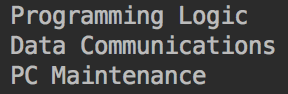 Programming Logic
Data Communications
PC Maintenance